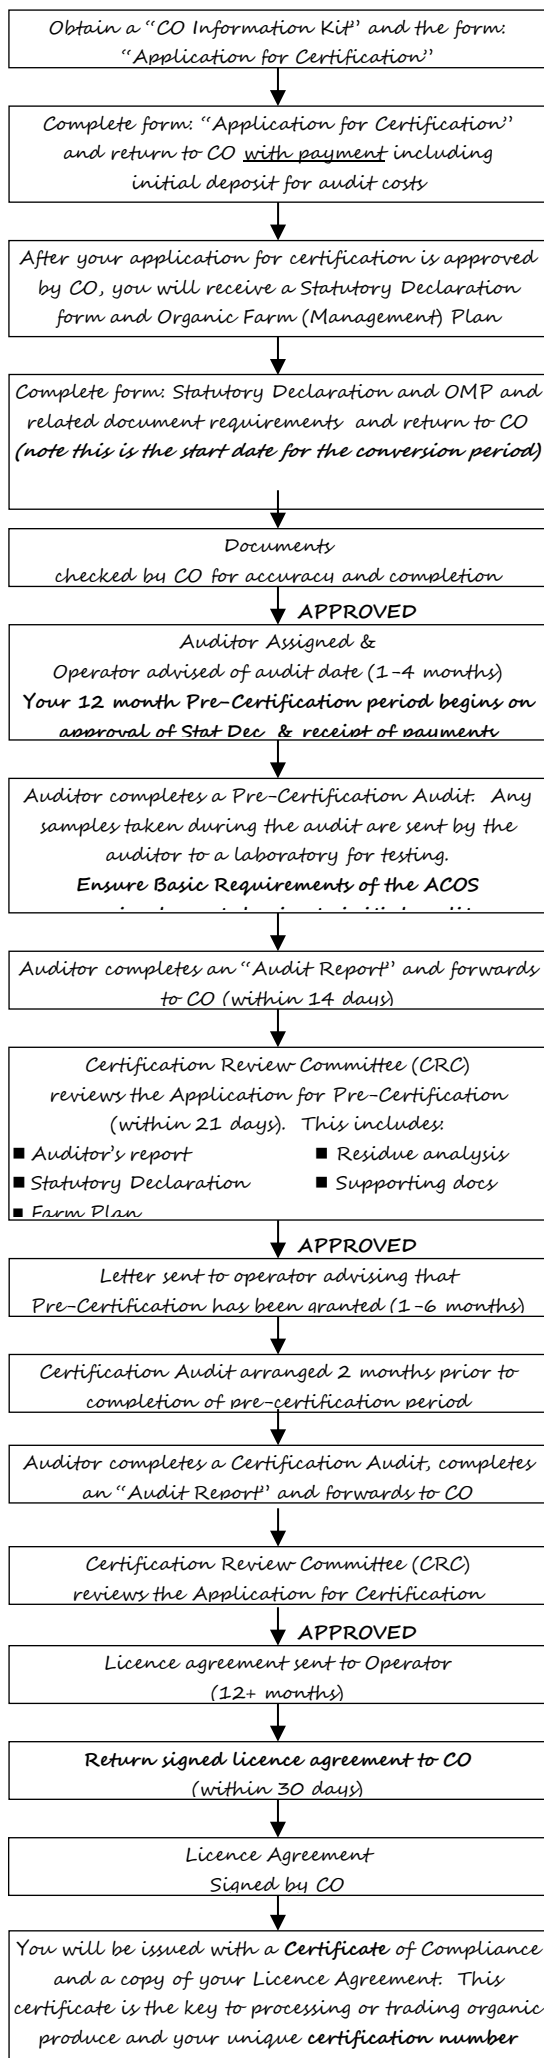 Obtain a “CO Information Kit” and the form:
“Application for Certification”
Complete form: “Application for Certification”
and return to CO with payment including
initial deposit for audit costs
After your application for certification is approved
by CO, you will receive a Statutory Declaration
form and Organic Farm (Management) Plan
Complete form: Statutory Declaration and OMP and
related document requirements and return to CO
(note this is the start date for the conversion period)
Documents
checked by CO for accuracy and completion
APPROVED
Auditor Assigned &
Operator advised of audit date (1-4 months)
Your 12 month Pre-Certification period begins on
approval of Stat Dec & receipt of payments
Auditor completes a Pre-Certification Audit. Any
samples taken during the audit are sent by the
auditor to a laboratory for testing.
Ensure Basic Requirements of the ACOS
Auditor completes an “Audit Report” and forwards
to CO (within 14 days)
Certification Review Committee (CRC)
reviews the Application for Pre-Certification
(within 21 days). This includes:
■ Auditor’s report ■ Residue analysis
■ Statutory Declaration ■ Supporting docs
■ Farm Plan
APPROVED
Letter sent to operator advising that
Pre-Certification has been granted (1-6 months)
Certification Audit arranged 2 months prior to
completion of pre-certification period
Auditor completes a Certification Audit, completes
an “Audit Report” and forwards to CO
Certification Review Committee (CRC)
reviews the Application for Certification
APPROVED
Licence agreement sent to Operator
(12+ months)
Return signed licence agreement to CO
(within 30 days)
Licence Agreement
Signed by CO
You will be issued with a Certificate of Compliance
and a copy of your Licence Agreement. This
certificate is the key to processing or trading organic
produce and your unique certification number